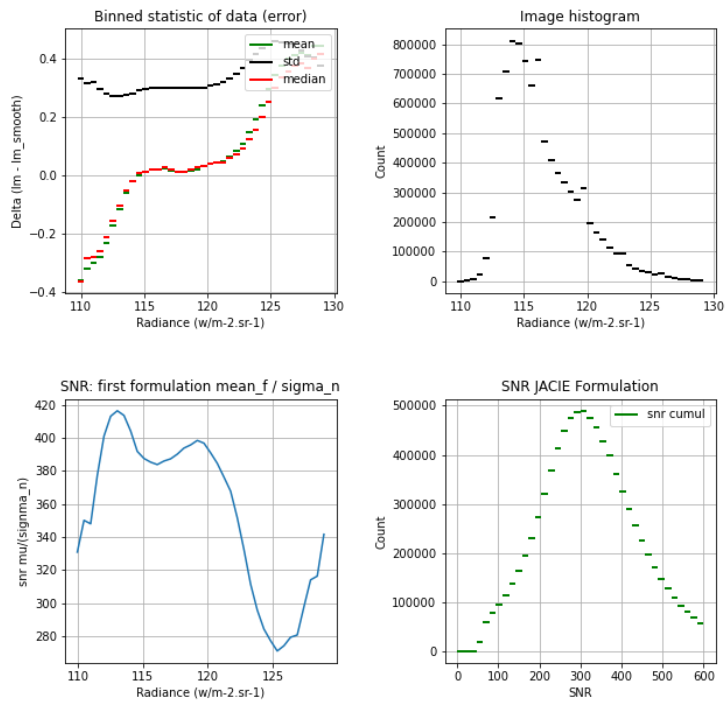 Binned statistic of data (error)
Delta (Im - Im_smooth)
0.4
0.2
0.0
−0.2
−0.4
mean
std
median
110 115 120 125 130
Radiance (w/m-2.sr-1)
Image histogram
Count
800000
700000
600000
500000
400000
300000
200000
100000
0
110 115 120 125 130
Radiance (w/m-2.sr-1)
SNR: first formulation mean_f / sigma_n
snr mu/(signma_n)
420
400
380
360
340
320
300
280
110 115 120 125
Radiance (w/m-2.sr-1)
SNR JACIE Formulation
Count
500000
400000
300000
200000
100000
0
snr cumul
0 100 200 300 400 500 600
SNR